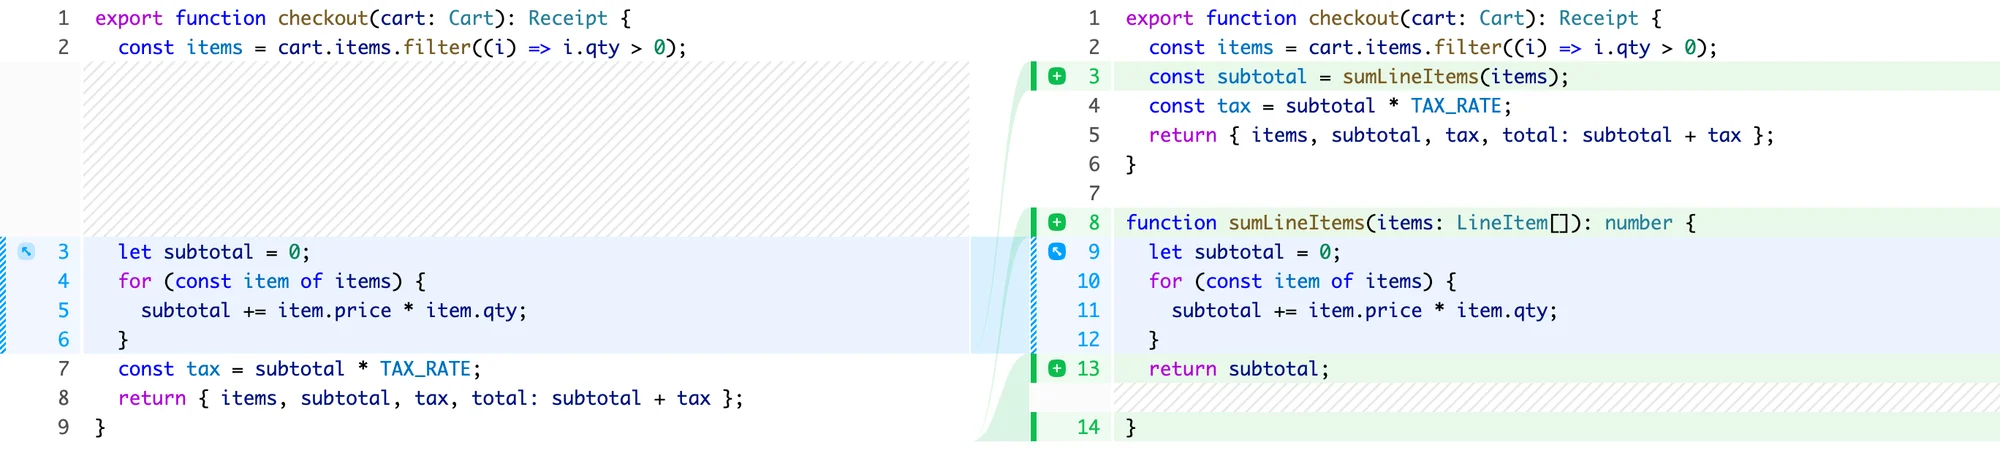 1 export function checkout(cart: Cart): Receipt {
2   const items = cart.items.filter((i) => i.qty > 0);
3   let subtotal = 0;
4   for (const item of items) {
5     subtotal += item.price * item.qty;
6   }
7   const tax = subtotal * TAX_RATE;
8   return { items, subtotal, tax, total: subtotal + tax };
9 }
1 export function checkout(cart: Cart): Receipt {
2   const items = cart.items.filter((i) => i.qty > 0);
3   const subtotal = sumLineItems(items);
4   const tax = subtotal * TAX_RATE;
5   return { items, subtotal, tax, total: subtotal + tax };
6 }
7
8 function sumLineItems(items: LineItem[]): number {
9   let subtotal = 0;
10   for (const item of items) {
11     subtotal += item.price * item.qty;
12   }
13   return subtotal;
14 }